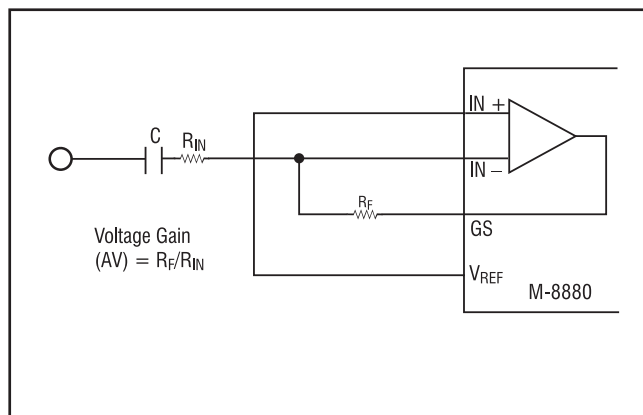 C
R_IN
IN +
IN –
R_F
GS
Voltage Gain
(AV) = R_F/R_IN
V_REF
M-8880